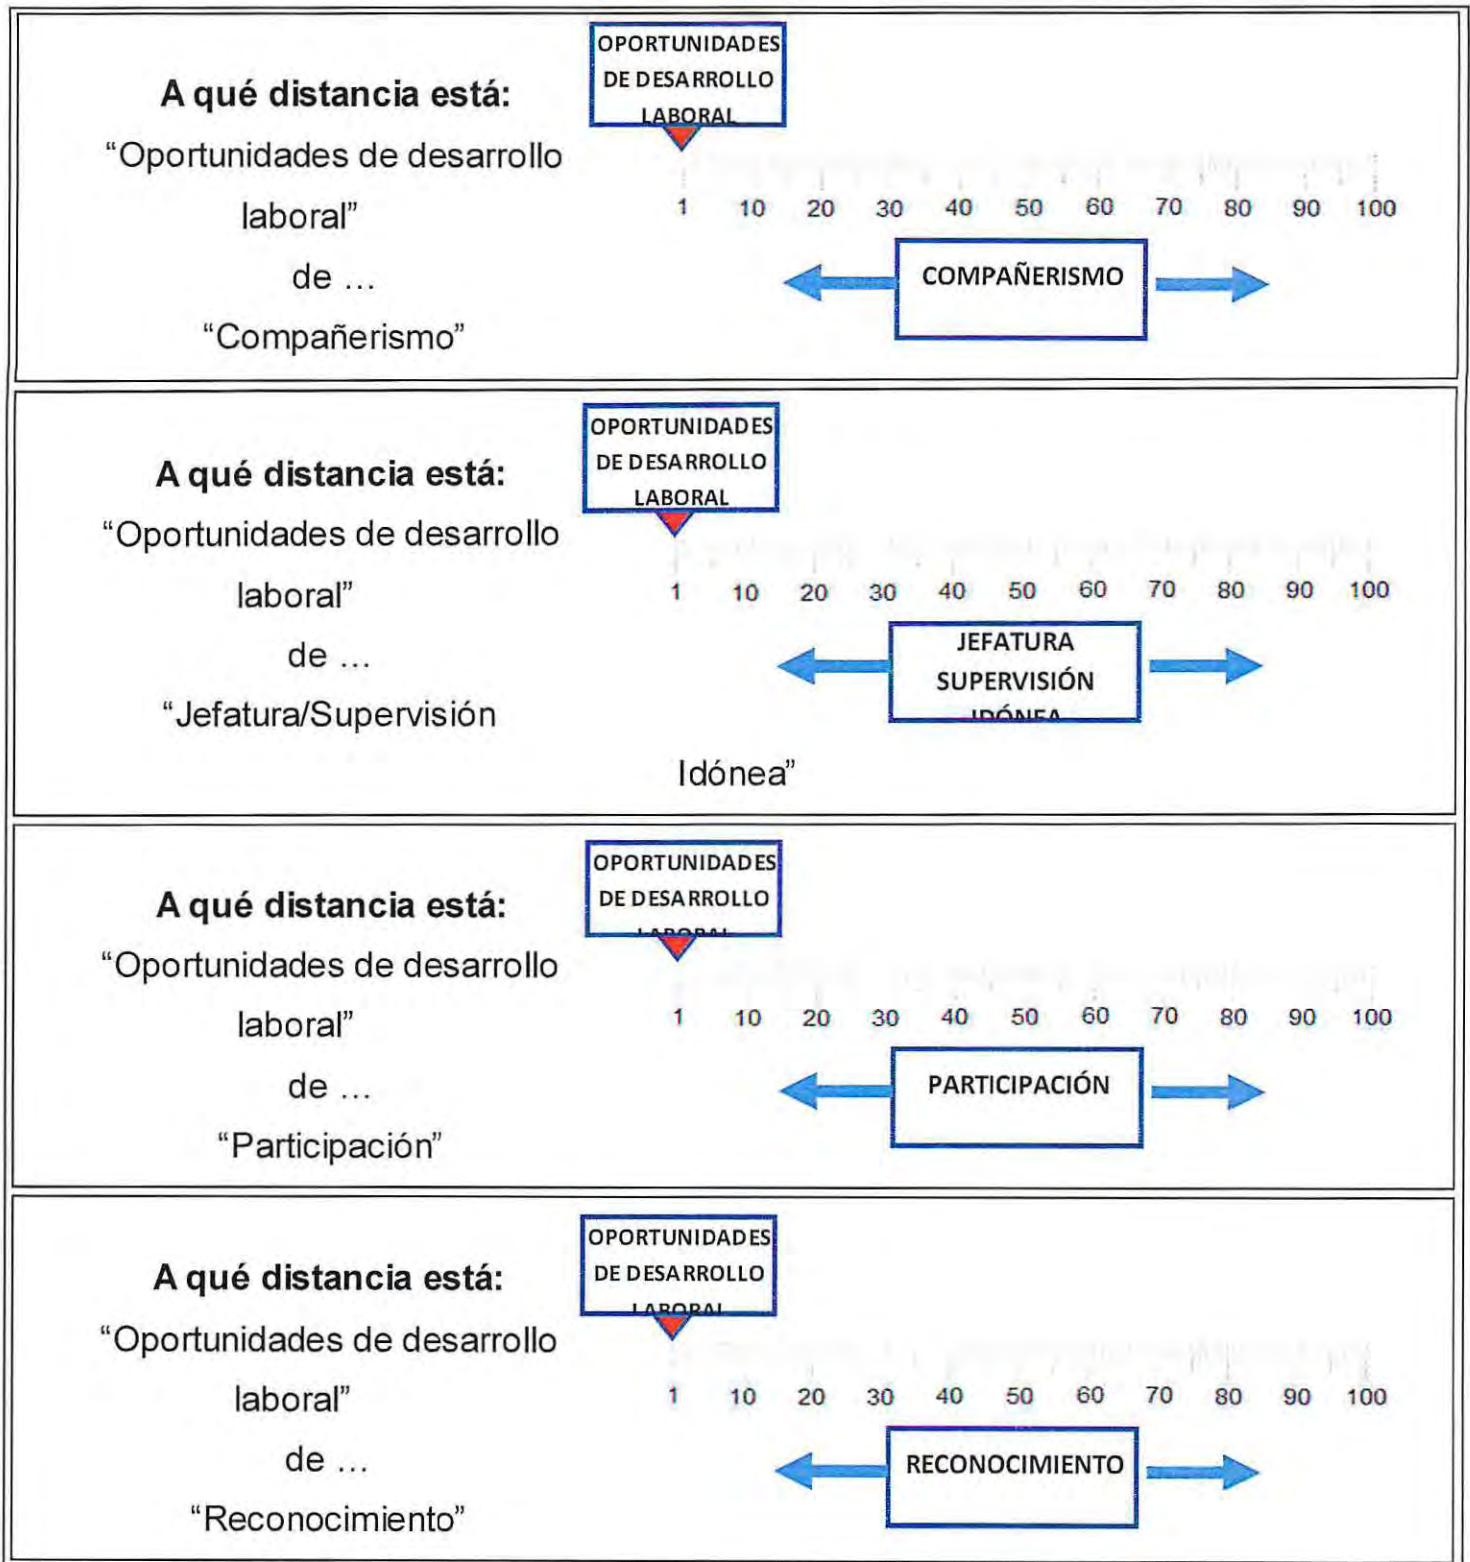 A qué distancia está:
“Oportunidades de desarrollo
laboral”
de ...
“Compañerismo”
OPORTUNIDADES
DE DESARROLLO
LABORAL
1 10 20 30 40 50 60 70 80 90 100
COMPAÑERISMO
A qué distancia está:
“Oportunidades de desarrollo
laboral”
de ...
“Jefatura/Supervisión
Idónea”
OPORTUNIDADES
DE DESARROLLO
LABORAL
1 10 20 30 40 50 60 70 80 90 100
JEFATURA
SUPERVISIÓN
IDÓNEA
A qué distancia está:
“Oportunidades de desarrollo
laboral”
de ...
“Participación”
OPORTUNIDADES
DE DESARROLLO
LABORAL
1 10 20 30 40 50 60 70 80 90 100
PARTICIPACIÓN
A qué distancia está:
“Oportunidades de desarrollo
laboral”
de ...
“Reconocimiento”
OPORTUNIDADES
DE DESARROLLO
LABORAL
1 10 20 30 40 50 60 70 80 90 100
RECONOCIMIENTO